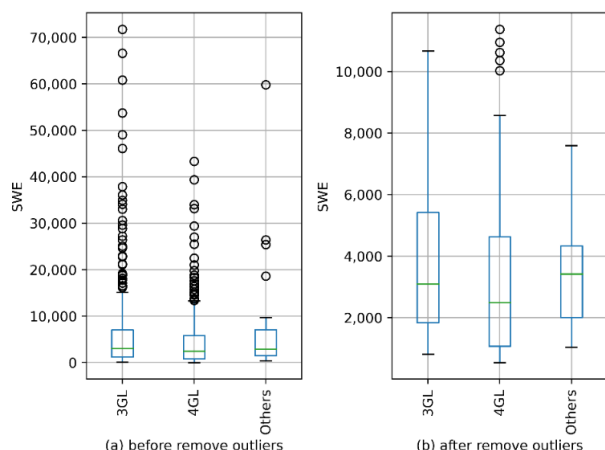 70,000
60,000
50,000
40,000
30,000
20,000
10,000
0
SWE
3GL
4GL
Others
(a) before remove outliers
10,000
8,000
6,000
4,000
2,000
SWE
3GL
4GL
Others
(b) after remove outliers